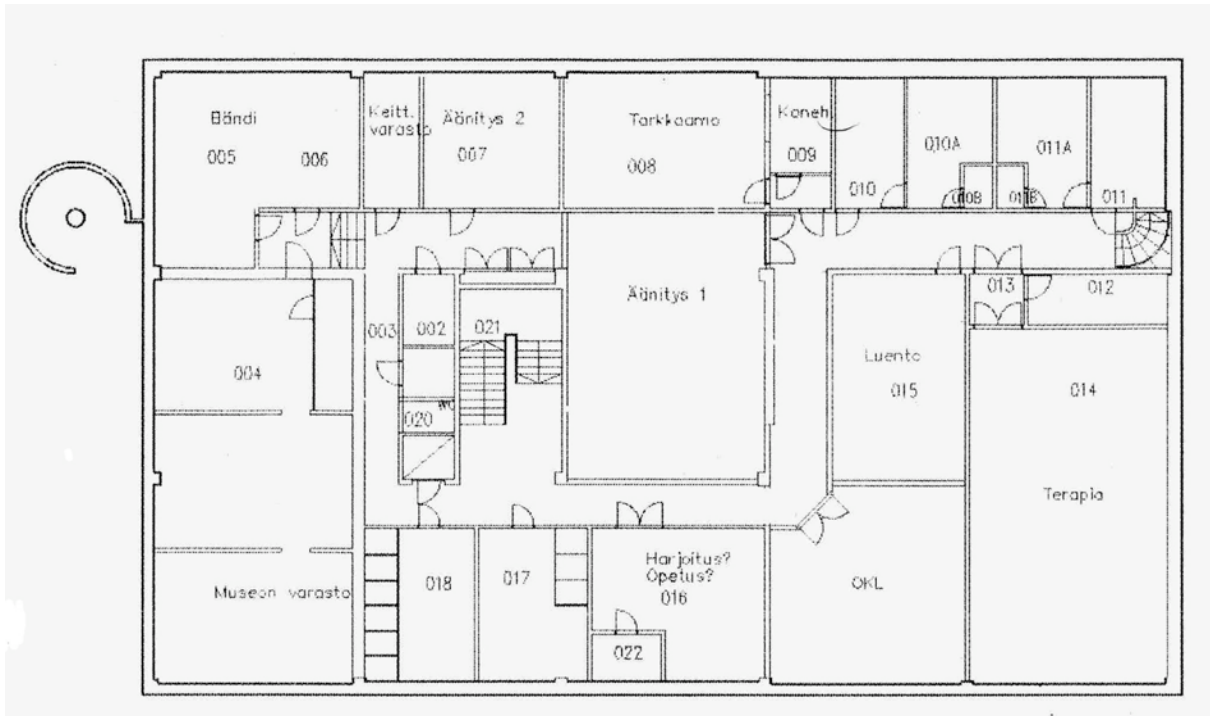 Bändi
005
006
Keitt.
varasto
Äänitys 2
007
Tarkkaamo
008
Koneh.
009
010
010A
010B
011B
011A
011
003
002
021
Äänitys 1
013
012
004
Luento
015
014
WC
020
Terapia
Museon varasto
018
017
Harjoitus?
Opetus?
016
022
OKL